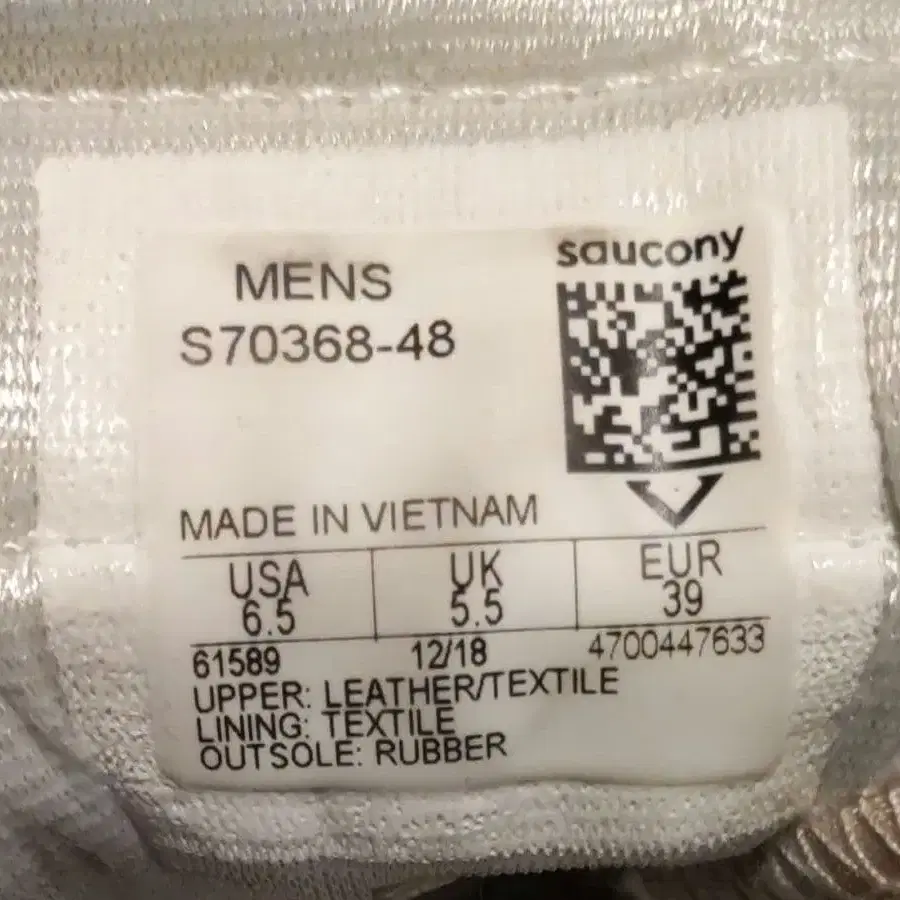 saucony
MENS
S70368-48
MADE IN VIETNAM
USA UK EUR
6.5 5.5 39
61589 12/18 4700447633
UPPER: LEATHER/TEXTILE
LINING: TEXTILE
OUTSOLE: RUBBER